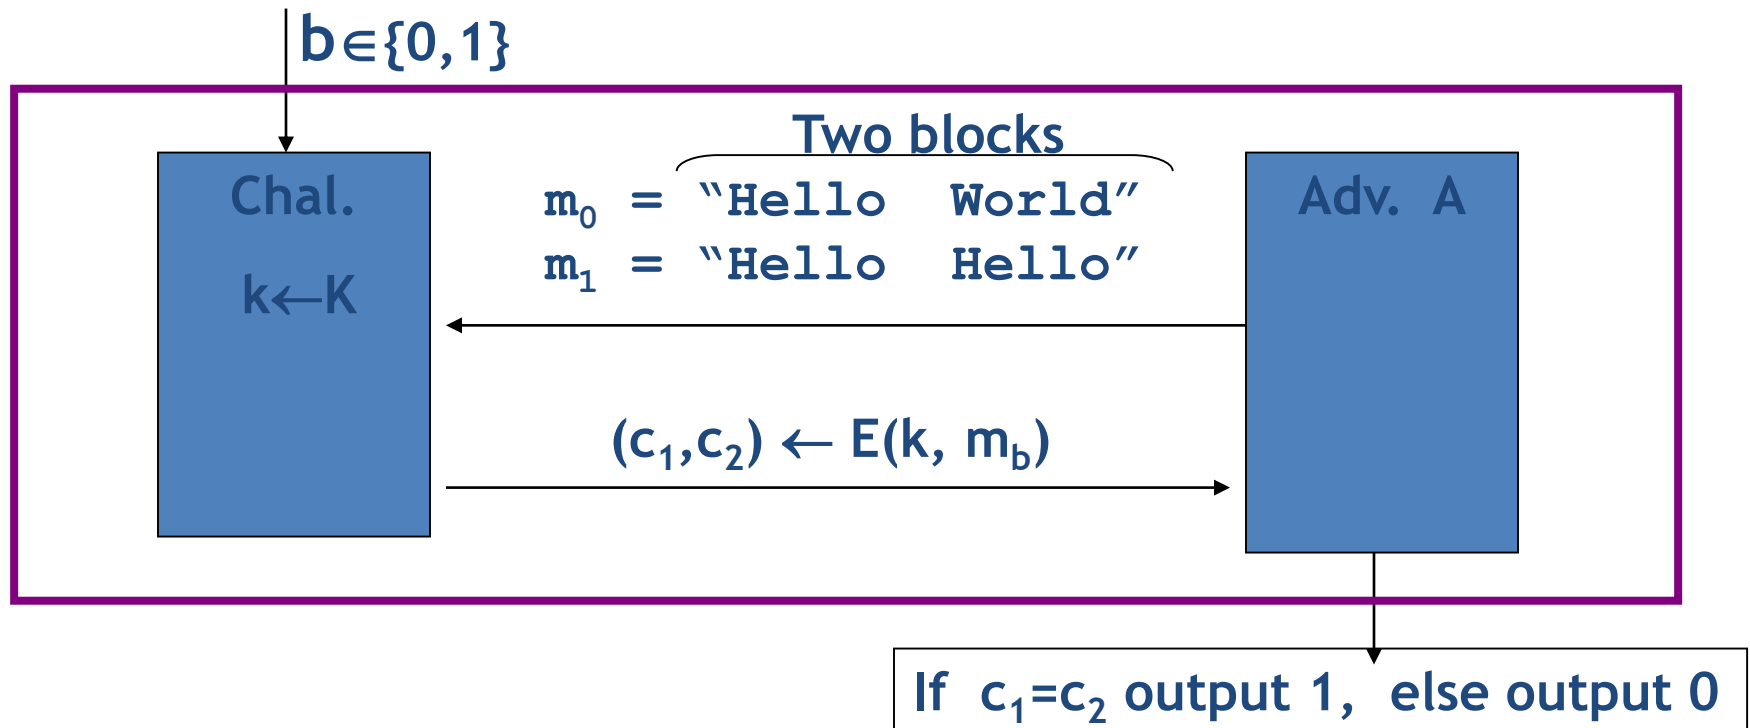 b∈{0,1}
Two blocks
Chal.
m₀ = “Hello World”
Adv. A
m₁ = “Hello Hello”
k←K
(c₁,c₂) ← E(k, m_b)
If c₁=c₂ output 1, else output 0